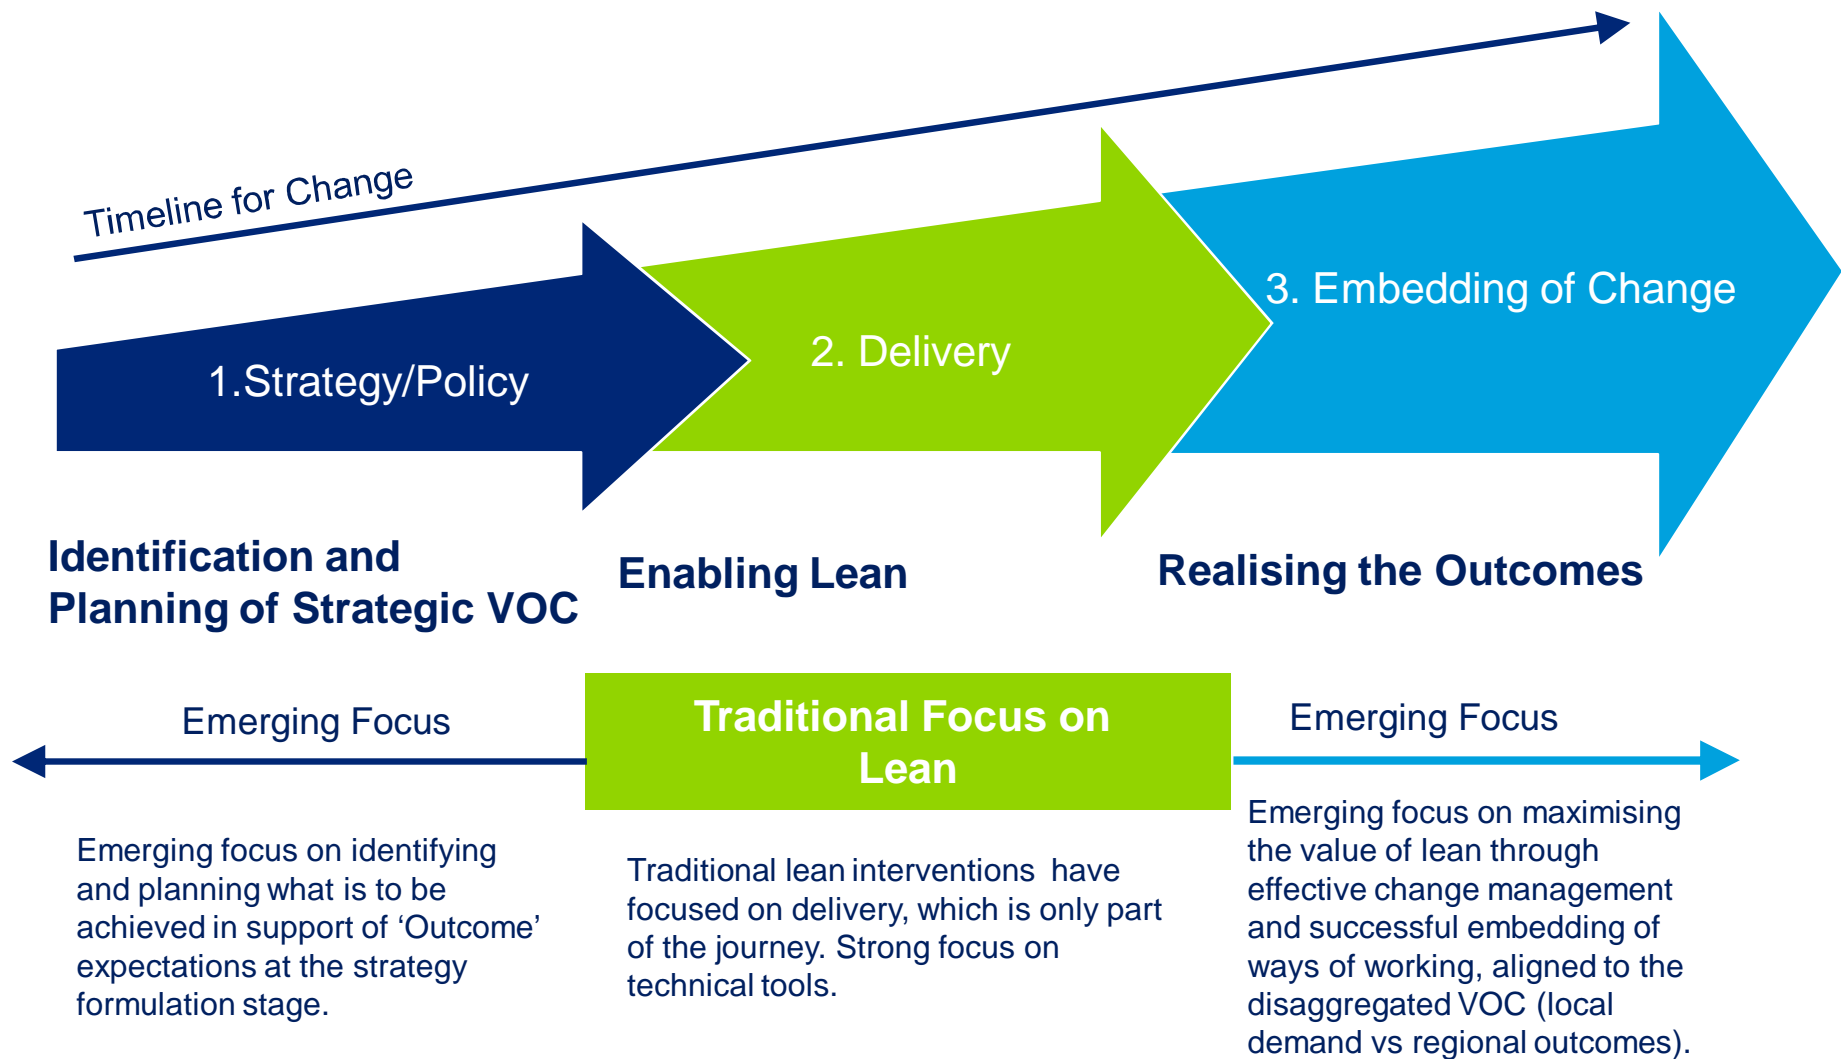 Timeline for Change
1.Strategy/Policy
2. Delivery
3. Embedding of Change
Identification and
Planning of Strategic VOC
Enabling Lean
Realising the Outcomes
Emerging Focus
Traditional Focus on
Lean
Emerging Focus
Emerging focus on identifying
and planning what is to be
achieved in support of ‘Outcome’
expectations at the strategy
formulation stage.
Traditional lean interventions  have
focused on delivery, which is only part
of the journey. Strong focus on
technical tools.
Emerging focus on maximising
the value of lean through
effective change management
and successful embedding of
ways of working, aligned to the
disaggregated VOC (local
demand vs regional outcomes).